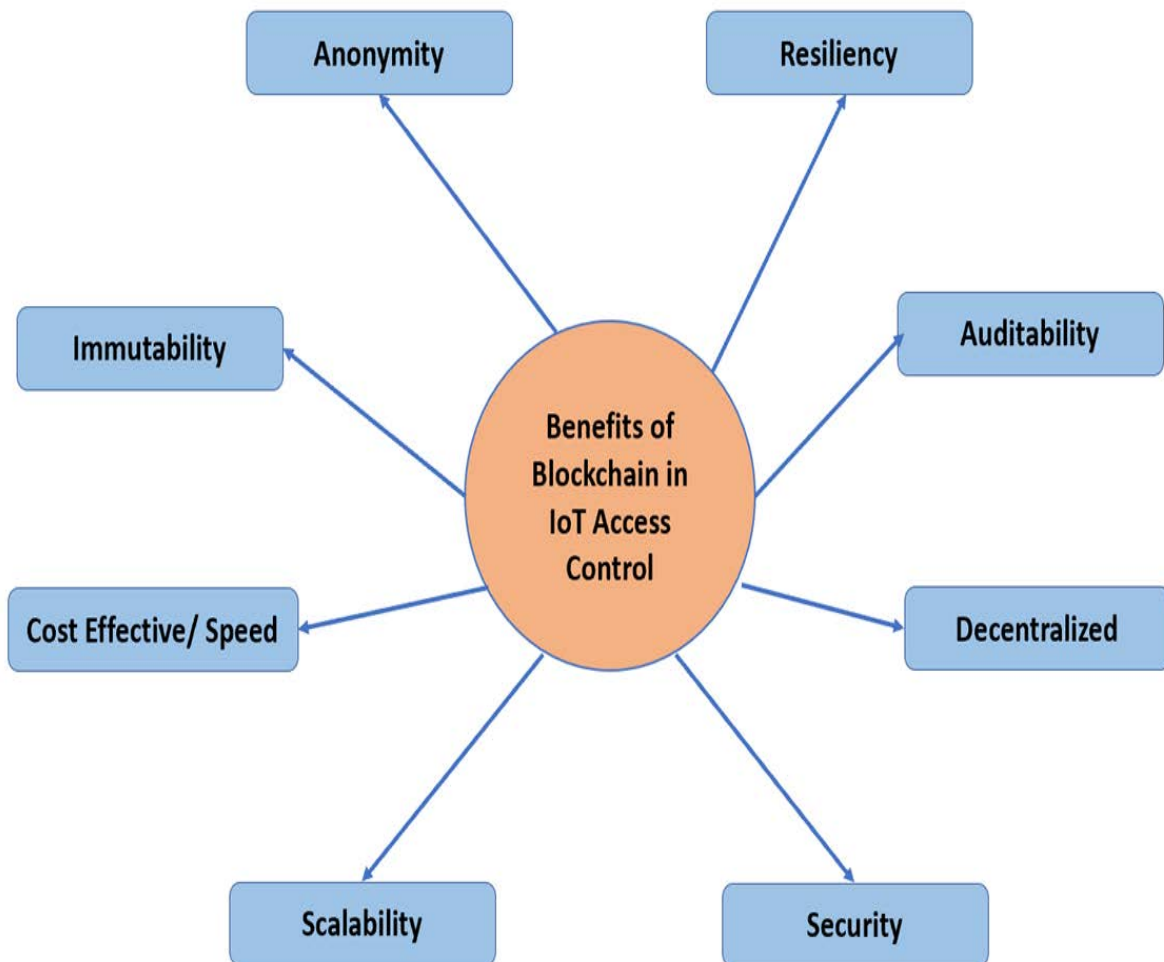 Anonymity
Resiliency
Immutability
Auditability
Benefits of
Blockchain in
IoT Access
Control
Cost Effective/ Speed
Decentralized
Scalability
Security